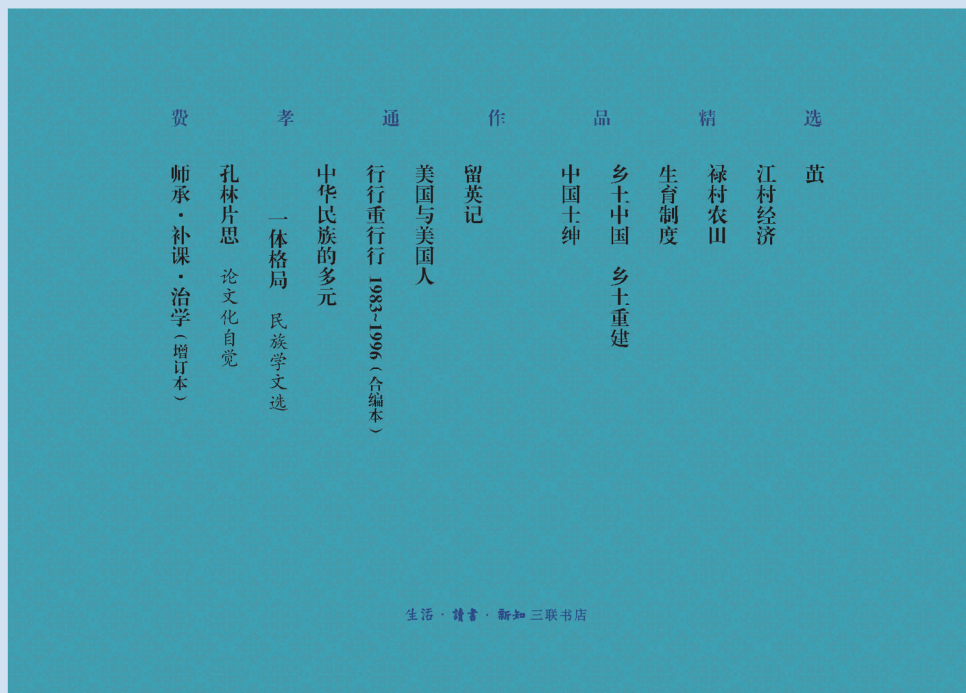 费孝通作品精选
茧
江村经济
禄村农田
生育制度
乡土中国 乡土重建
中国士绅
留英记
美国与美国人
行行重行行 1983~1996（合编本）
中华民族的多元
一体格局 民族学文选
孔林片思 论文化自觉
师承·补课·治学（增订本）
生活·讀書·新知三联书店